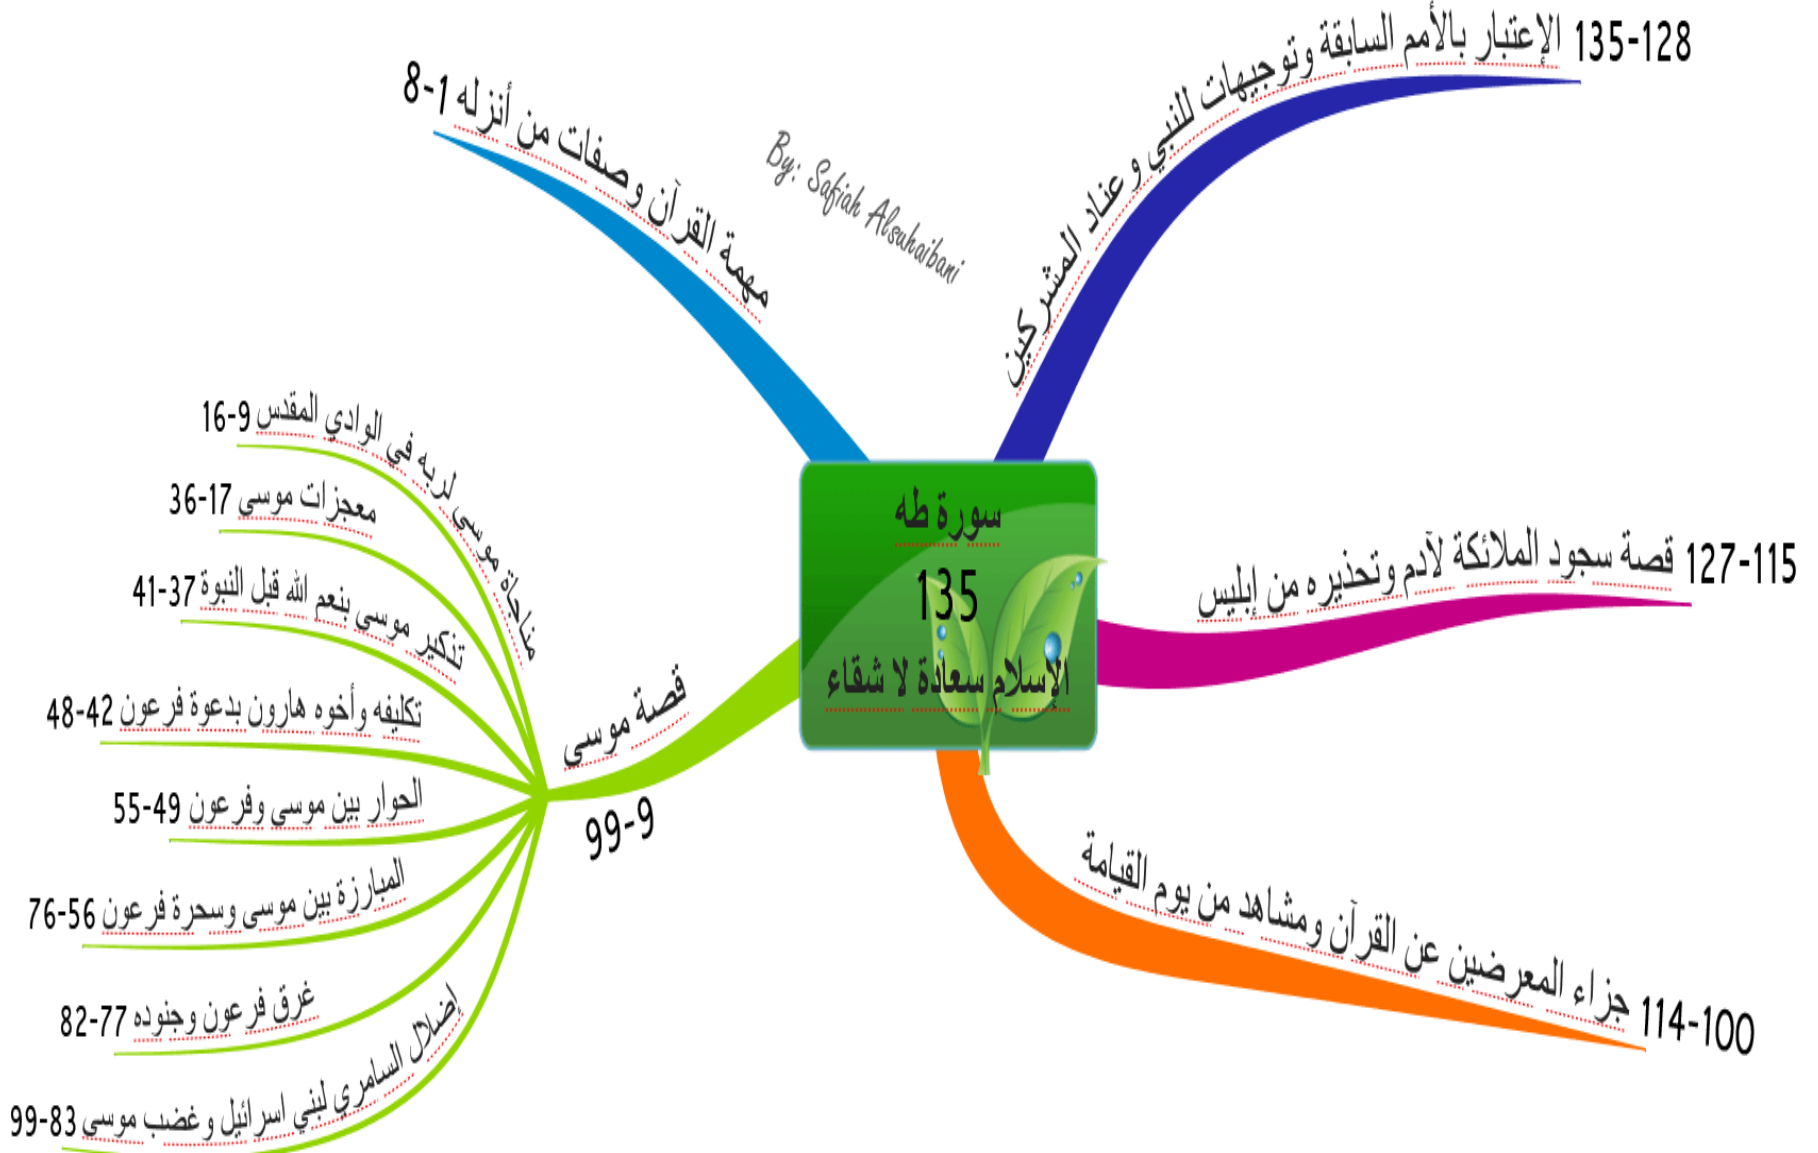 سورة طه
135
الإسلام سعادة لا شقاء
By: Safiah Alsuhaibani
مهمة القرآن وصفات من أنزله 1-8
قصة موسى
9-99
مناجاة موسى لربه في الوادي المقدس 9-16
معجزات موسى 17-36
تذكير موسى بنعم الله قبل النبوة 37-41
تكليفه وأخوه هارون بدعوة فرعون 42-48
الحوار بين موسى وفرعون 49-55
المبارزة بين موسى وسحرة فرعون 56-76
غرق فرعون وجنوده 77-82
إضلال السامري لبني اسرائيل وغضب موسى 83-99
جزاء المعرضين عن القرآن ومشاهد من يوم القيامة
100-114
قصة سجود الملائكة لآدم وتحذيره من إبليس
115-127
الإعتبار بالأمم السابقة وتوجيهات للنبي وعناد المشركين
128-135